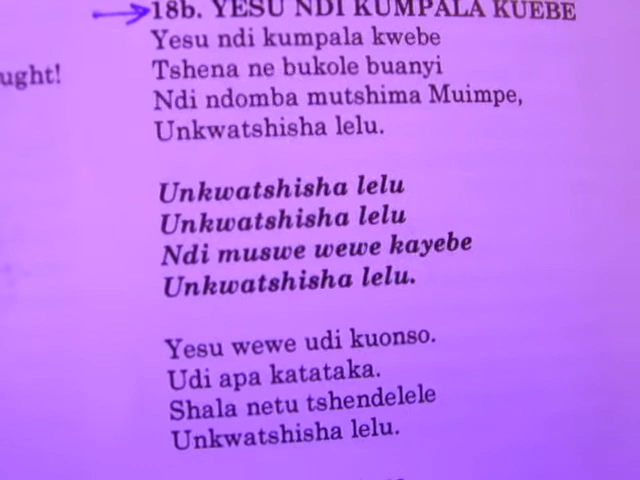 18b. YESU NDI KUMPALA KUEBE
Yesu ndi kumpala kwebe
ught!
Tshena ne bukole buanyi
Ndi ndomba mutshima Muimpe,
Unkwatshisha lelu.
Unkwatshisha lelu
Unkwatshisha lelu
Ndi muswe wewe kayebe
Unkwatshisha lelu.
Yesu wewe udi kuonso.
Udi apa katataka.
Shala netu tshendelele
Unkwatshisha lelu.